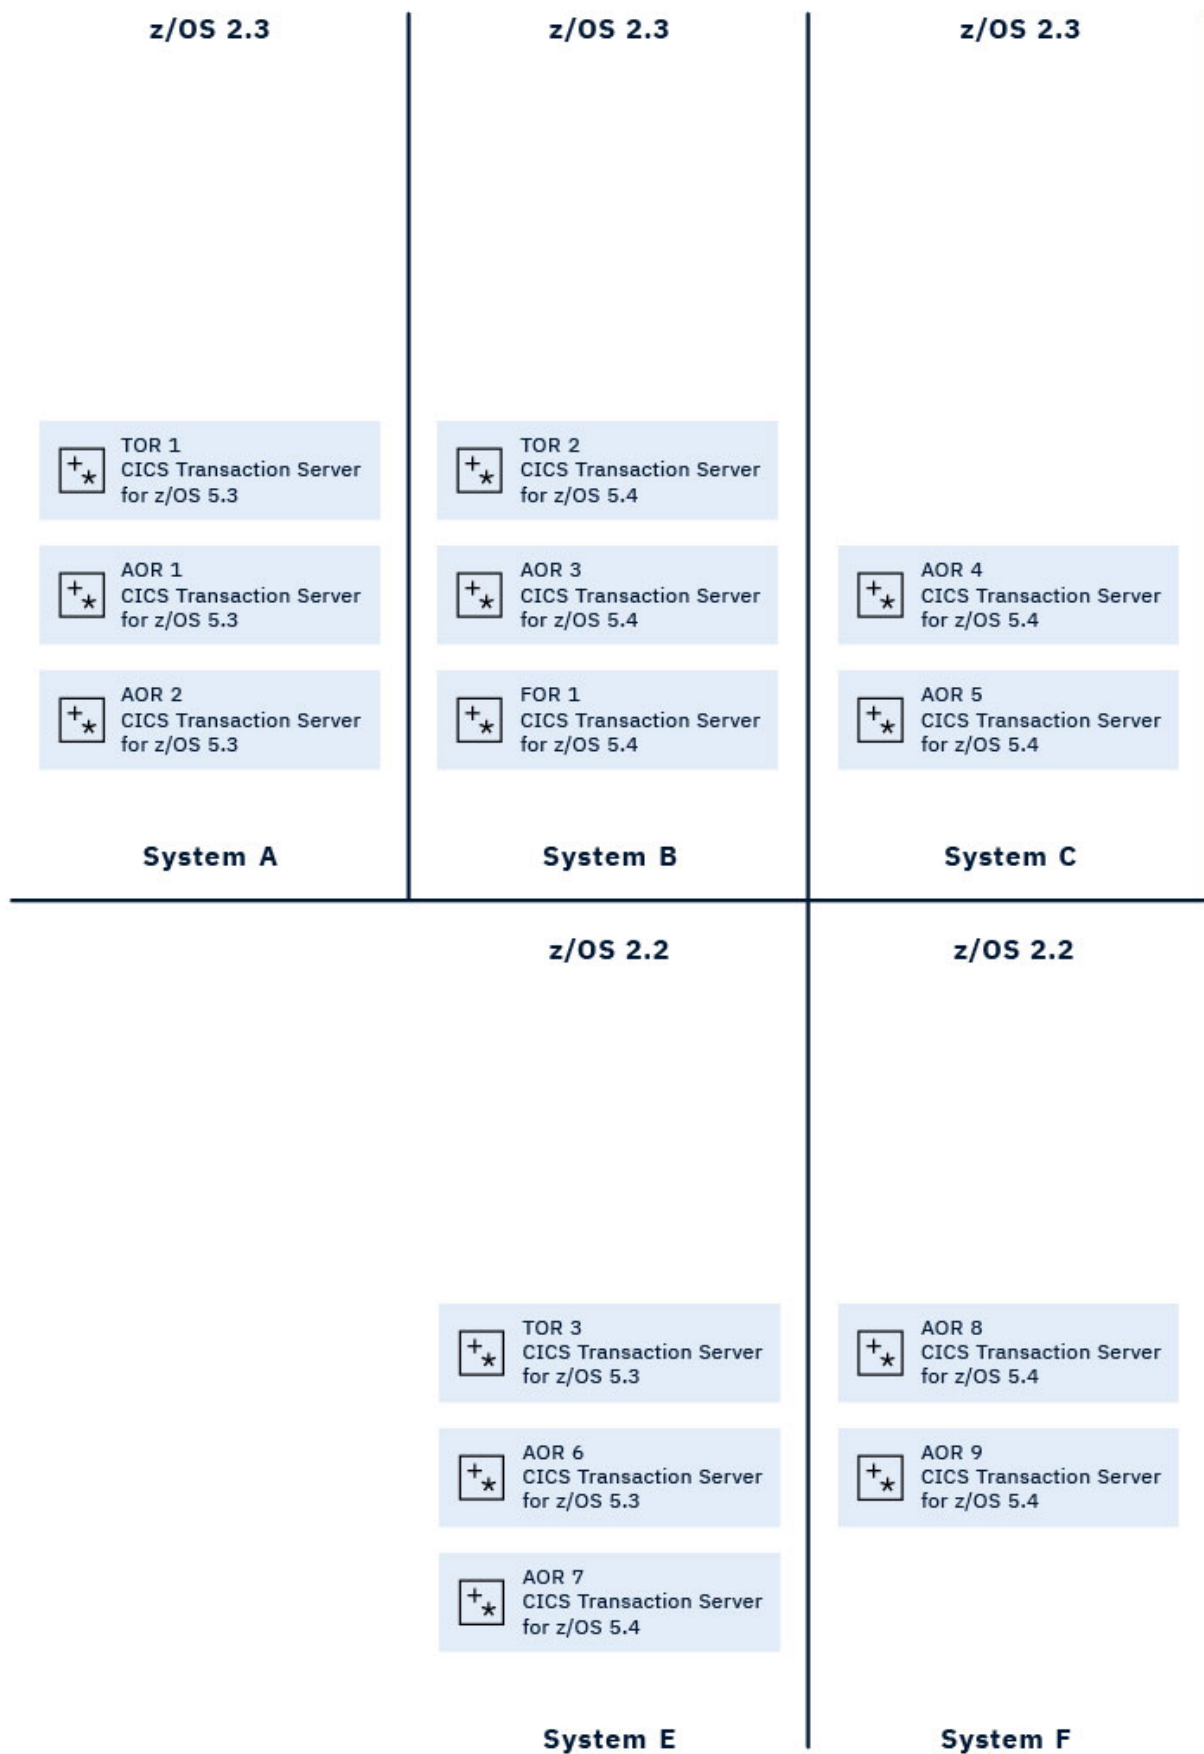 z/OS 2.3
z/OS 2.3
z/OS 2.3
TOR 1
CICS Transaction Server
for z/OS 5.3
AOR 1
CICS Transaction Server
for z/OS 5.3
AOR 2
CICS Transaction Server
for z/OS 5.3
System A
TOR 2
CICS Transaction Server
for z/OS 5.4
AOR 3
CICS Transaction Server
for z/OS 5.4
FOR 1
CICS Transaction Server
for z/OS 5.4
System B
AOR 4
CICS Transaction Server
for z/OS 5.4
AOR 5
CICS Transaction Server
for z/OS 5.4
System C
z/OS 2.2
z/OS 2.2
TOR 3
CICS Transaction Server
for z/OS 5.3
AOR 6
CICS Transaction Server
for z/OS 5.3
AOR 7
CICS Transaction Server
for z/OS 5.4
System E
AOR 8
CICS Transaction Server
for z/OS 5.4
AOR 9
CICS Transaction Server
for z/OS 5.4
System F